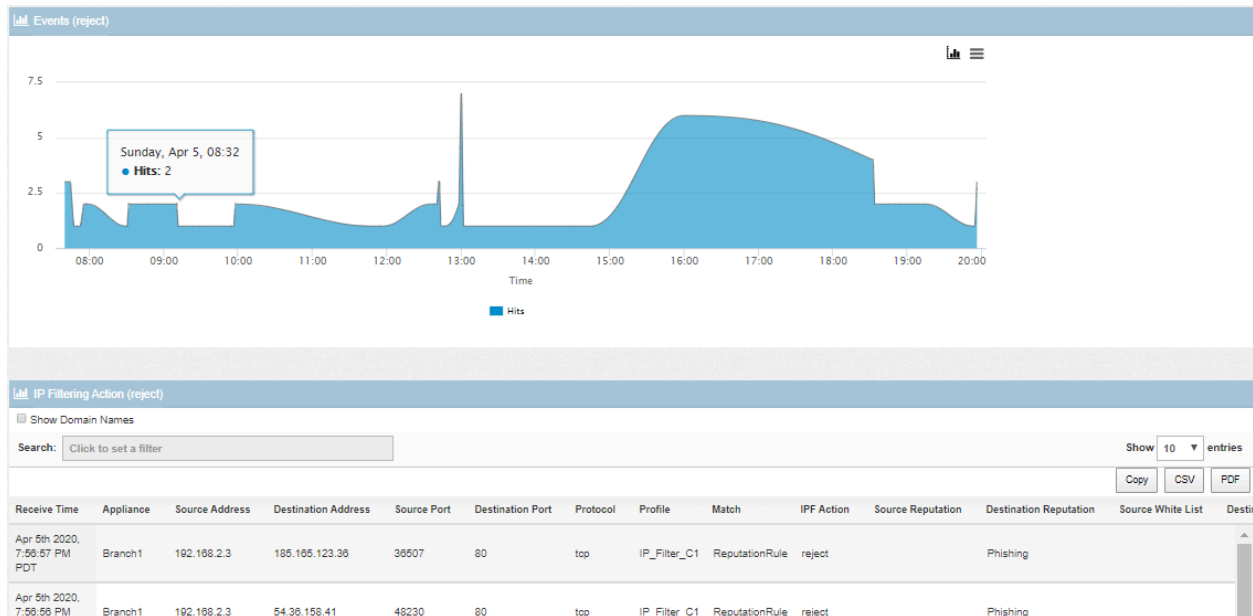 Events (reject)
7.5
5
2.5
0
Sunday, Apr 5, 08:32
● Hits: 2
08:00 09:00 10:00 11:00 12:00 13:00 14:00 15:00 16:00 17:00 18:00 19:00 20:00
Time
Hits
IP Filtering Action (reject)
Show Domain Names
Search: Click to set a filter
Show 10 entries
Copy CSV PDF
Receive Time Appliance Source Address Destination Address Source Port Destination Port Protocol Profile Match IPF Action Source Reputation Destination Reputation Source White List Destin
Apr 5th 2020,
7:56:57 PM Branch1 192.168.2.3 185.165.123.36 36507 80 tcp IP_Filter_C1 ReputationRule reject Phishing
PDT
Apr 5th 2020,
7:56:56 PM Branch1 192.168.2.3 54.36.158.41 48230 80 tcp IP_Filter_C1 ReputationRule reject Phishing